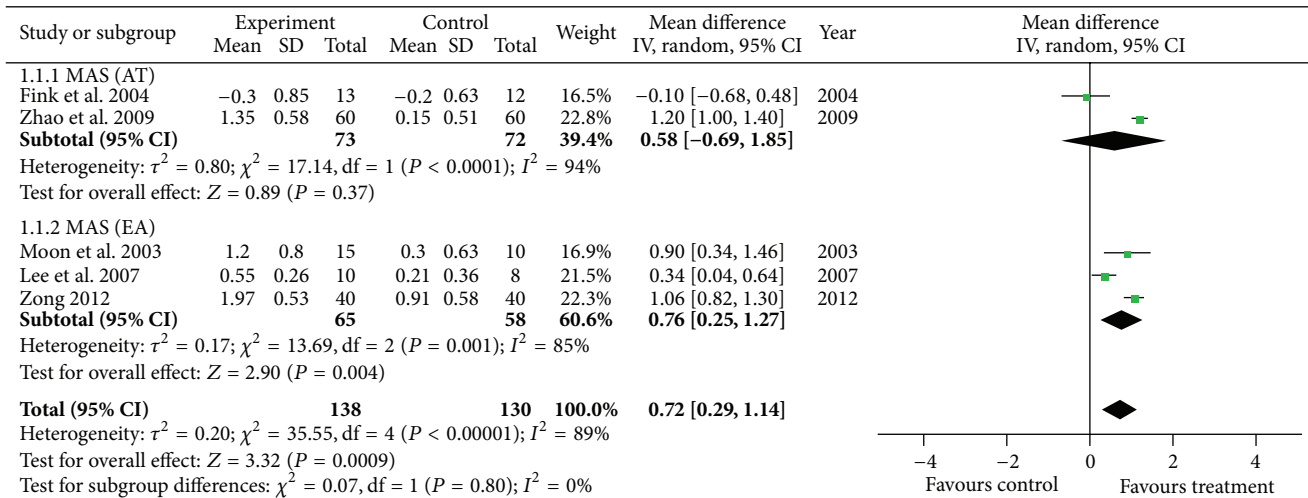 Study or subgroup Experiment Control Weight Mean difference Year Mean difference
Mean SD Total Mean SD Total IV, random, 95% CI IV, random, 95% CI
1.1.1 MAS (AT)
Fink et al. 2004 −0.3 0.85 13 −0.2 0.63 12 16.5% −0.10 [−0.68, 0.48] 2004
Zhao et al. 2009 1.35 0.58 60 0.15 0.51 60 22.8% 1.20 [1.00, 1.40] 2009
Subtotal (95% CI) 73 72 39.4% 0.58 [−0.69, 1.85]
Heterogeneity: τ² = 0.80; χ² = 17.14, df = 1 (P < 0.0001); I² = 94%
Test for overall effect: Z = 0.89 (P = 0.37)
1.1.2 MAS (EA)
Moon et al. 2003 1.2 0.8 15 0.3 0.63 10 16.9% 0.90 [0.34, 1.46] 2003
Lee et al. 2007 0.55 0.26 10 0.21 0.36 8 21.5% 0.34 [0.04, 0.64] 2007
Zong 2012 1.97 0.53 40 0.91 0.58 40 22.3% 1.06 [0.82, 1.30] 2012
Subtotal (95% CI) 65 58 60.6% 0.76 [0.25, 1.27]
Heterogeneity: τ² = 0.17; χ² = 13.69, df = 2 (P = 0.001); I² = 85%
Test for overall effect: Z = 2.90 (P = 0.004)
Total (95% CI) 138 130 100.0% 0.72 [0.29, 1.14]
Heterogeneity: τ² = 0.20; χ² = 35.55, df = 4 (P < 0.00001); I² = 89%
Test for overall effect: Z = 3.32 (P = 0.0009)
Test for subgroup differences: χ² = 0.07, df = 1 (P = 0.80); I² = 0%
−4 −2 0 2 4
Favours control Favours treatment